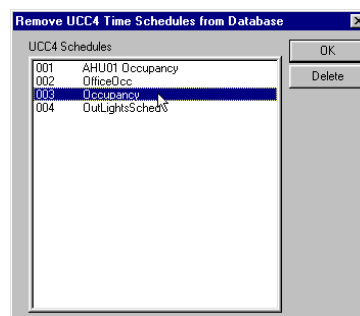 Remove UCC4 Time Schedules from Database
UCC4 Schedules
OK
Delete
001 AHU01 Occupancy
002 OfficeOcc
003 Occupancy
004 OutLightsSched